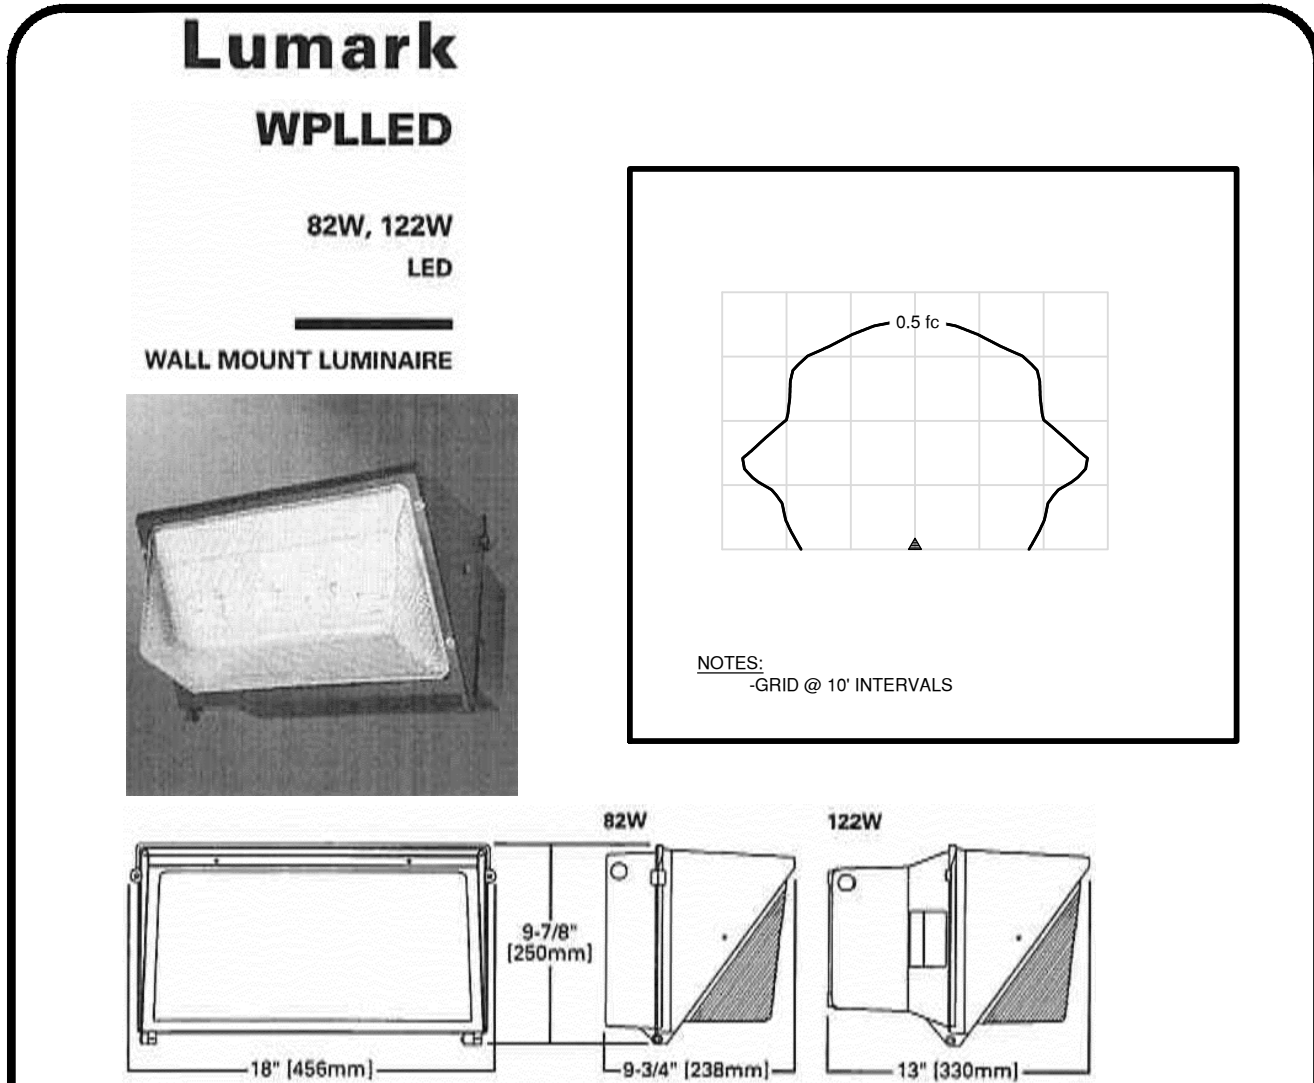 Lumark
WPLLED
82W, 122W
LED
WALL MOUNT LUMINAIRE
0.5 fc
NOTES:
-GRID @ 10' INTERVALS
82W
122W
9-7/8"
[250mm]
18" [456mm]
9-3/4" [238mm]
13" [330mm]